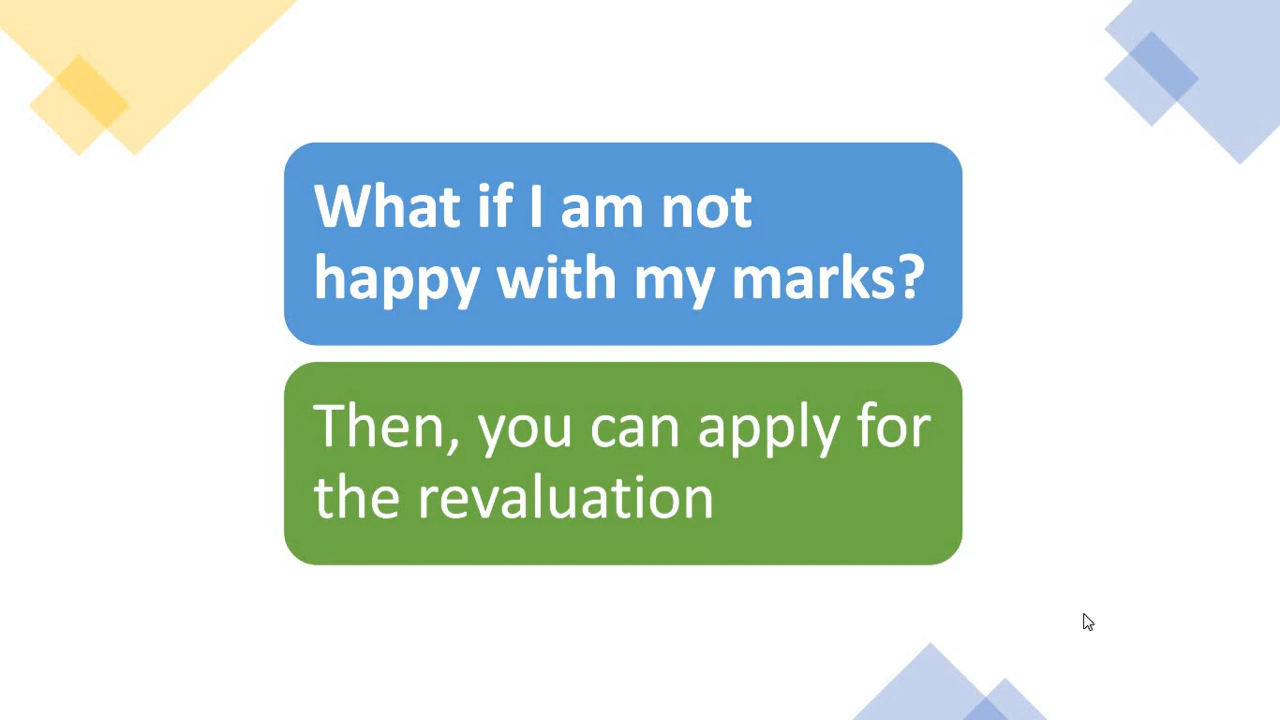 What if I am not
happy with my marks?
Then, you can apply for
the revaluation